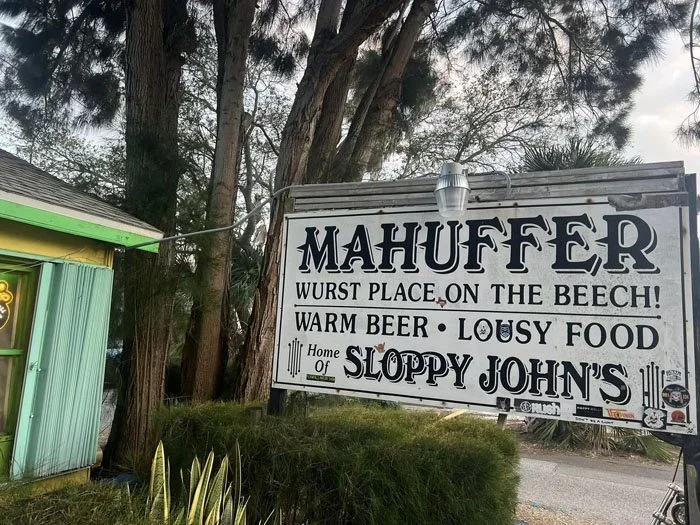 MAHUFFER
WURST PLACE ON THE BEECH!
WARM BEER • LOUSY FOOD
Home
Of
SLOPPY JOHN'S